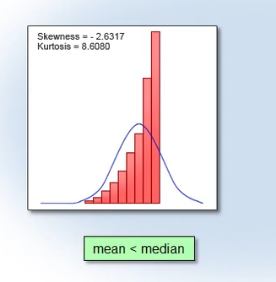 Skewness = - 2.6317
Kurtosis = 8.6080
mean < median